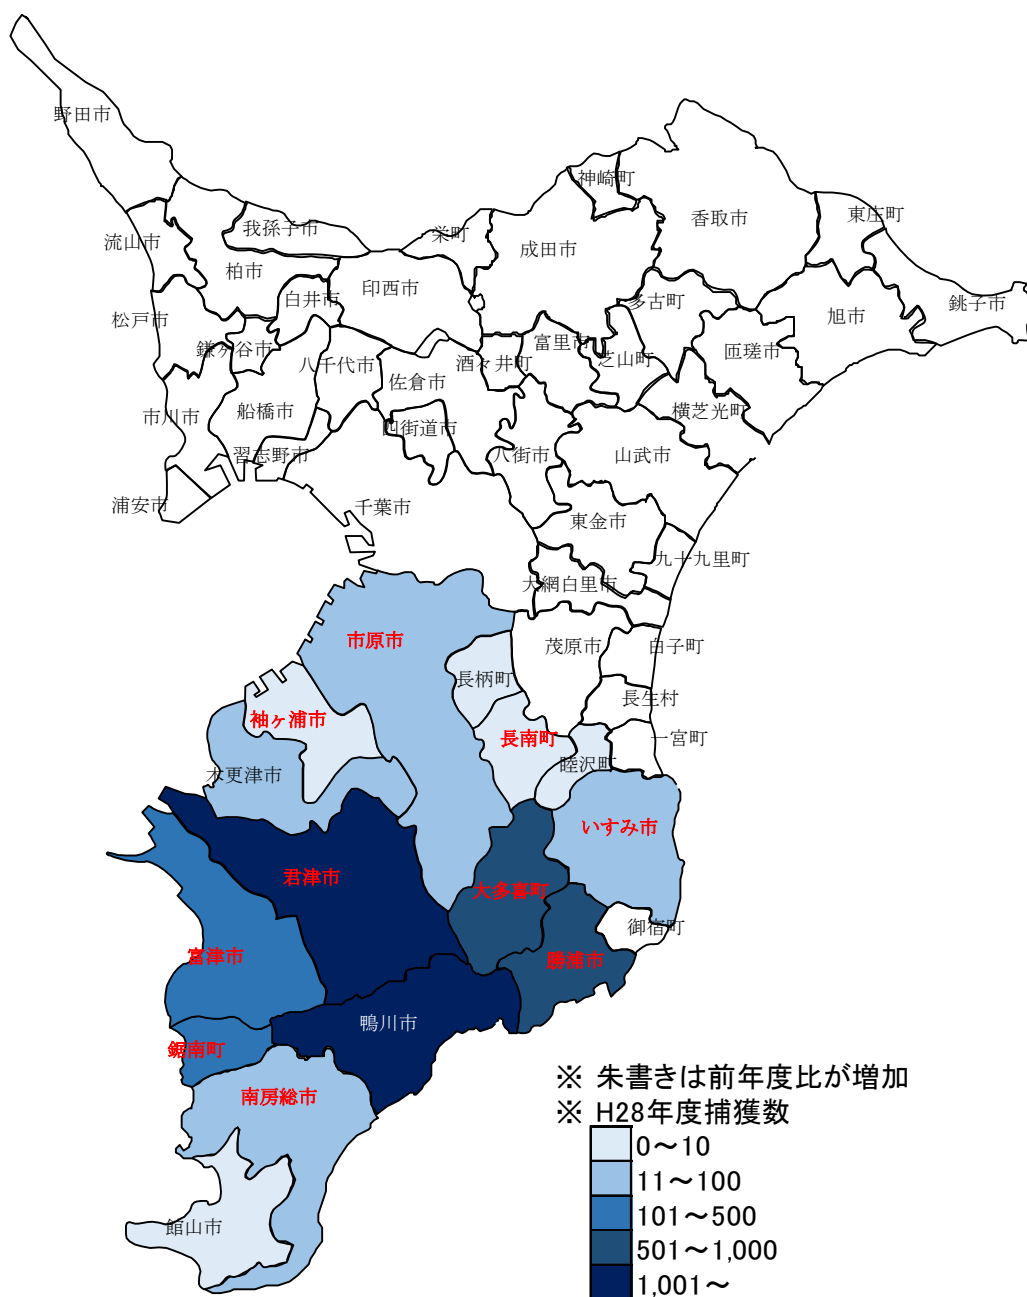 野田市
神崎町
香取市
東庄町
我孫子市
流山市
栄町
成田市
柏市
印西市
白井市
多古町
銚子市
松戸市
旭市
鎌ヶ谷市
富里市
匝瑳市
八千代市
酒々井町
芝山町
佐倉市
市川市
船橋市
横芝光町
四街道市
習志野市
八街市
山武市
浦安市
千葉市
東金市
九十九里町
大網白里市
市原市
茂原市
白子町
長柄町
長生村
袖ヶ浦市
長南町
一宮町
睦沢町
木更津市
いすみ市
君津市
大多喜町
御宿町
富津市
勝浦市
鴨川市
鋸南町
南房総市
館山市
※ 朱書きは前年度比が増加
※ H28年度捕獲数
0～10
11～100
101～500
501～1,000
1,001～